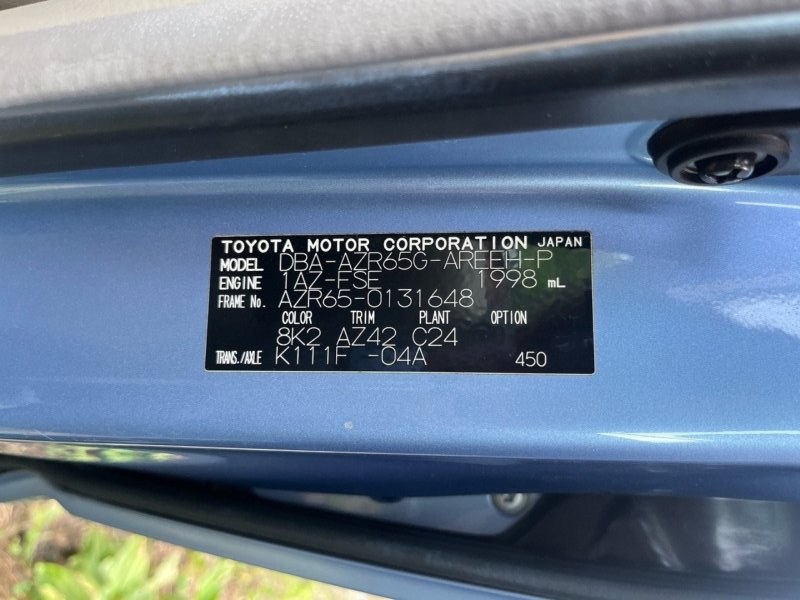 TOYOTA MOTOR CORPORATION JAPAN
MODEL DBA-AZR65G-AREEH-P
ENGINE 1AZ-FSE 1998 mL
FRAME No. AZR65-0131648
COLOR TRIM PLANT OPTION
8K2 AZ42 C24
TRANS./AXLE K111F -04A 450